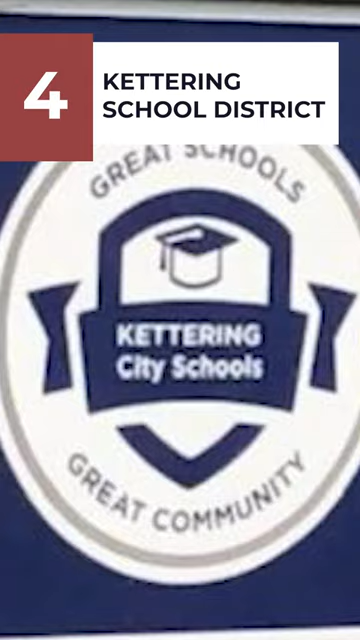 4
KETTERING
SCHOOL DISTRICT
GREAT SCHOOLS
KETTERING
City Schools
GREAT COMMUNITY